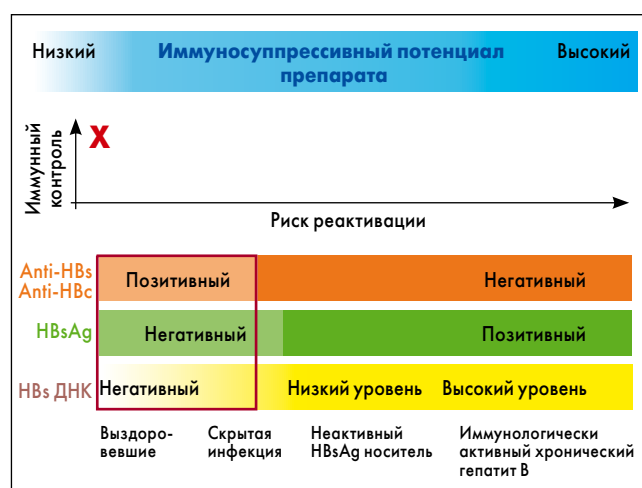 Низкий Иммуносуппрессивный потенциал Высокий
препарата
Иммунный
контроль
X
Риск реактивации
Anti-HBs
Anti-HBc
Позитивный Негативный
HBsAg Негативный Позитивный
HBs ДНК Негативный Низкий уровень Высокий уровень
Выздоро-
вевшие
Скрытая
инфекция
Неактивный
HBsAg носитель
Иммунологически
активный хронический
гепатит В